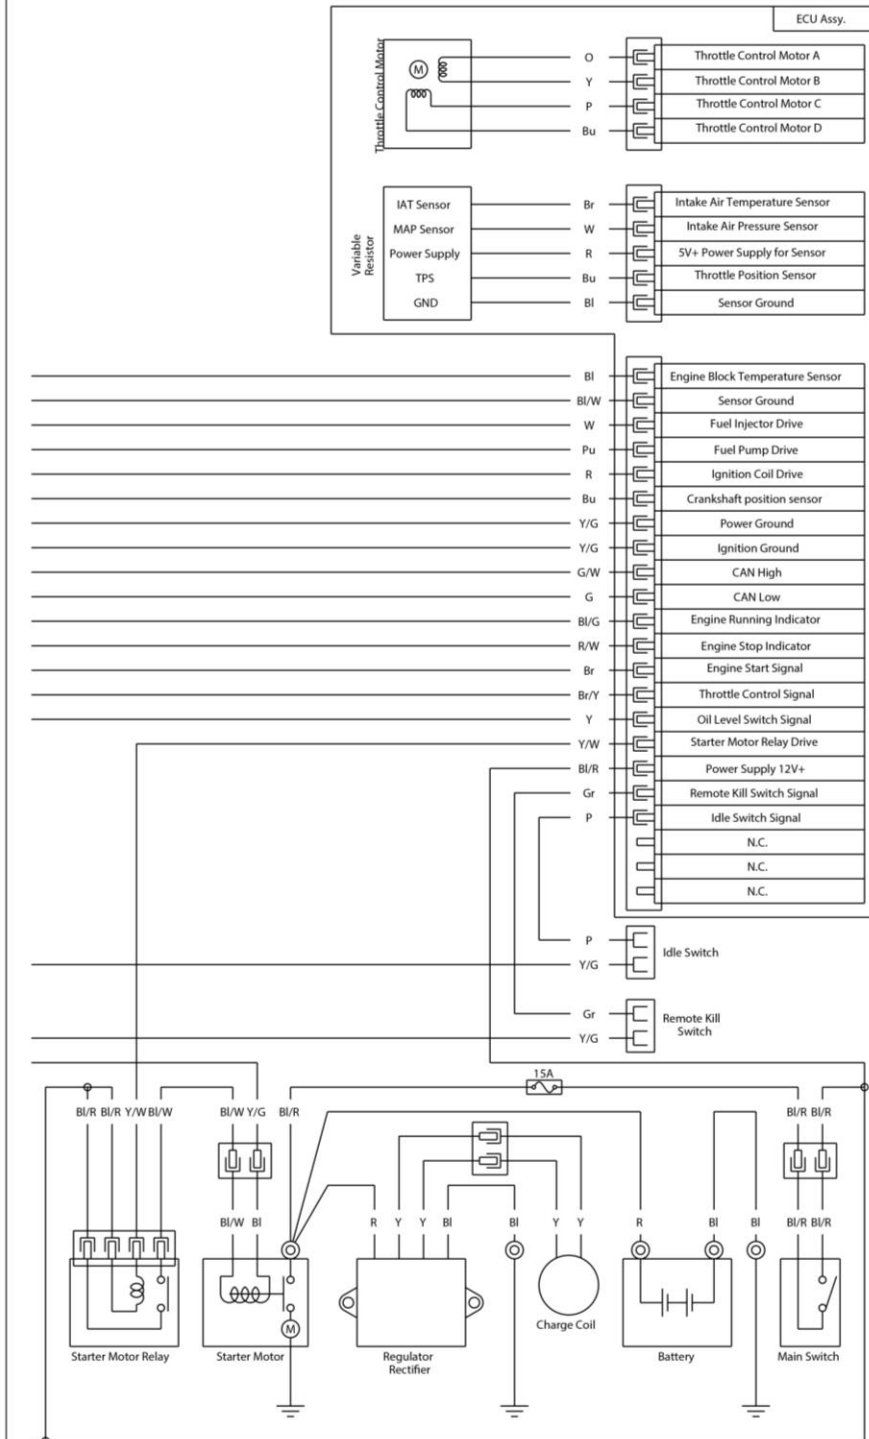 ECU Assy.
Throttle Control Motor
M
O Throttle Control Motor A
Y Throttle Control Motor B
P Throttle Control Motor C
Bu Throttle Control Motor D
Variable
Resistor
IAT Sensor Br Intake Air Temperature Sensor
MAP Sensor W Intake Air Pressure Sensor
Power Supply R 5V+ Power Supply for Sensor
TPS Bu Throttle Position Sensor
GND Bl Sensor Ground
Bl Engine Block Temperature Sensor
Bl/W Sensor Ground
W Fuel Injector Drive
Pu Fuel Pump Drive
R Ignition Coil Drive
Bu Crankshaft position sensor
Y/G Power Ground
Y/G Ignition Ground
G/W CAN High
G CAN Low
Bl/G Engine Running Indicator
R/W Engine Stop Indicator
Br Engine Start Signal
Br/Y Throttle Control Signal
Y Oil Level Switch Signal
Y/W Starter Motor Relay Drive
Bl/R Power Supply 12V+
Gr Remote Kill Switch Signal
P Idle Switch Signal
N.C.
N.C.
N.C.
P
Y/G
Idle Switch
Gr
Y/G
Remote Kill
Switch
15A
Bl/R Bl/R Y/W Bl/W Bl/W Y/G Bl/R Bl/R Bl/R
Bl/W Bl R Y Y Bl Bl Y Y R Bl Bl Bl/R Bl/R
M
Starter Motor Relay
Starter Motor
Regulator
Rectifier
Charge Coil
Battery
Main Switch